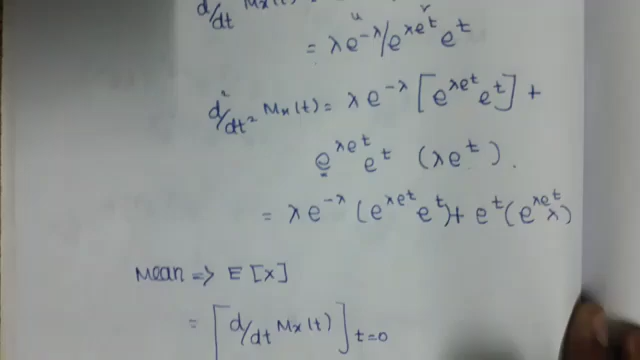 d/dt Mx(t) =
u v
= λe^-λ / e^λe^t e^t
d²/dt² Mx(t) = λe^-λ [e^λe^t e^t] +
e^λe^t e^t (λe^t).
= λe^-λ (e^λe^t e^t) + e^t (e^λe^t λ)
Mean => E[x]
= [d/dt Mx(t)] t=0